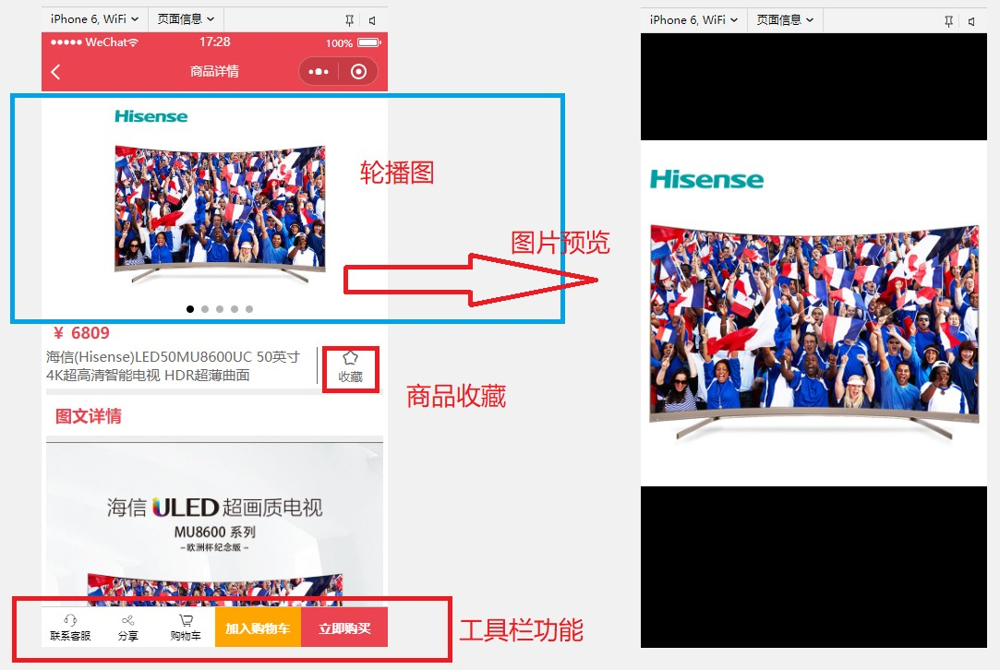 iPhone 6, WiFi 页面信息
WeChat 17:28 100%
商品详情
Hisense
轮播图
图片预览
¥ 6809
海信(Hisense)LED50MU8600UC 50英寸
4K超高清智能电视 HDR超薄曲面
收藏
商品收藏
图文详情
海信 ULED 超画质电视
MU8600 系列
-欧洲杯纪念版-
联系客服 分享 购物车 加入购物车 立即购买
工具栏功能
iPhone 6, WiFi 页面信息
Hisense